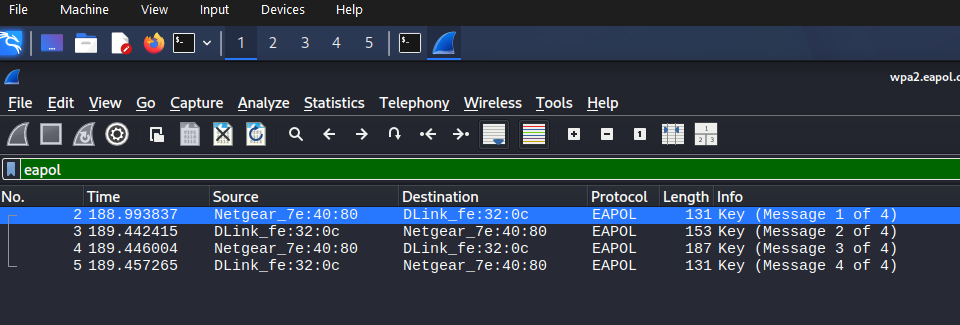 File Machine View Input Devices Help
1 2 3 4 5
wpa2.eapol.c
File Edit View Go Capture Analyze Statistics Telephony Wireless Tools Help
eapol
No. Time Source Destination Protocol Length Info
2 188.993837 Netgear_7e:40:80 DLink_fe:32:0c EAPOL 131 Key (Message 1 of 4)
3 189.442415 DLink_fe:32:0c Netgear_7e:40:80 EAPOL 153 Key (Message 2 of 4)
4 189.446004 Netgear_7e:40:80 DLink_fe:32:0c EAPOL 187 Key (Message 3 of 4)
5 189.457265 DLink_fe:32:0c Netgear_7e:40:80 EAPOL 131 Key (Message 4 of 4)